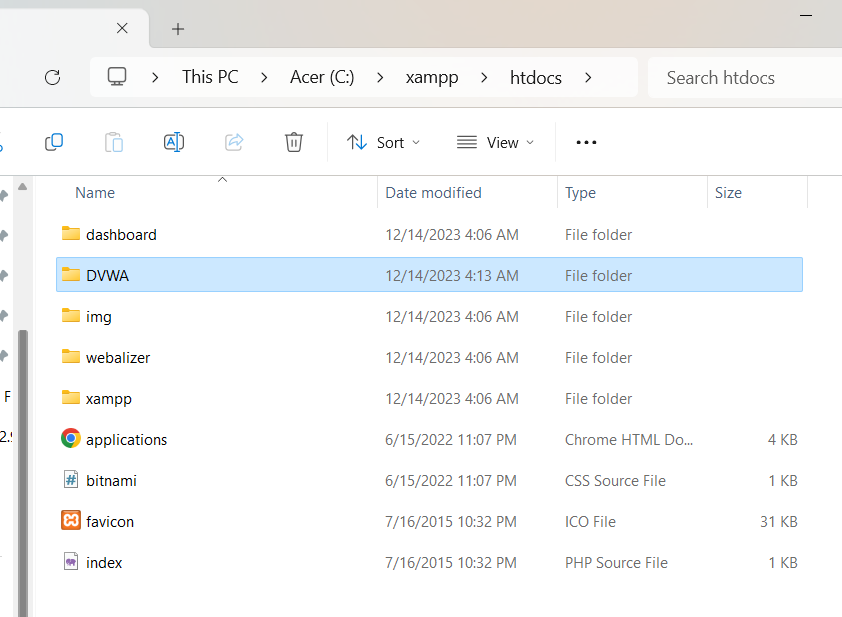 This PC > Acer (C:) > xampp > htdocs >
Search htdocs
Sort
View
Name Date modified Type Size
dashboard 12/14/2023 4:06 AM File folder
DVWA 12/14/2023 4:13 AM File folder
img 12/14/2023 4:06 AM File folder
webalizer 12/14/2023 4:06 AM File folder
xampp 12/14/2023 4:06 AM File folder
F
applications 6/15/2022 11:07 PM Chrome HTML Do... 4 KB
bitnami 6/15/2022 11:07 PM CSS Source File 1 KB
favicon 7/16/2015 10:32 PM ICO File 31 KB
index 7/16/2015 10:32 PM PHP Source File 1 KB